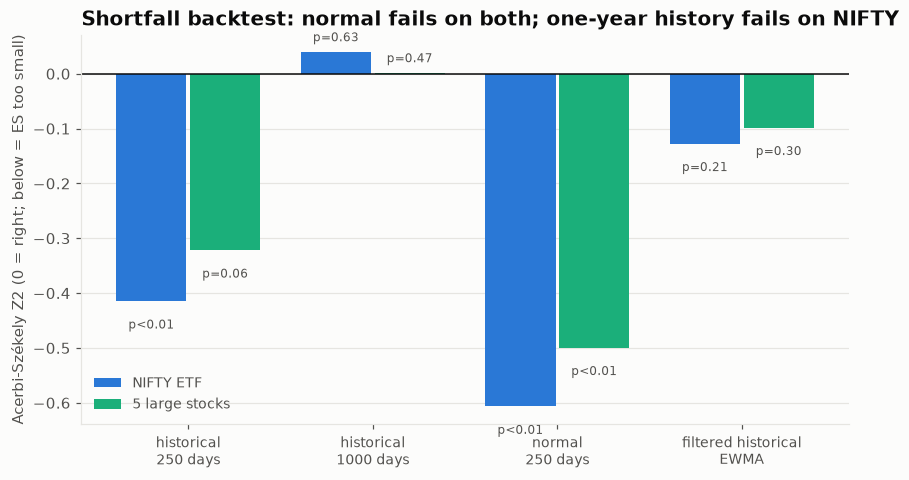 Shortfall backtest: normal fails on both; one-year history fails on NIFTY
Acerbi-Székely Z2 (0 = right; below = ES too small)
0.0
−0.1
−0.2
−0.3
−0.4
−0.5
−0.6
p=0.63
p=0.47
p=0.21
p=0.30
p=0.06
p<0.01
p<0.01
p<0.01
NIFTY ETF
5 large stocks
historical
250 days
historical
1000 days
normal
250 days
filtered historical
EWMA